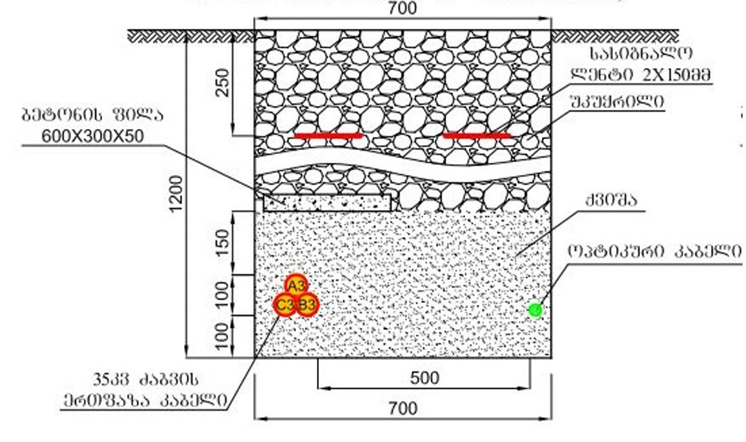 700
სასიგნალო
ლენტი 2X150მმ
უკუყრილი
250
ბეტონის ფილა
600X300X50
1200
ქვიშა
150
ოპტიკური კაბელი
100
A3
C3 B3
100
35კვ ძაბვის
ერთფაზა კაბელი
500
700